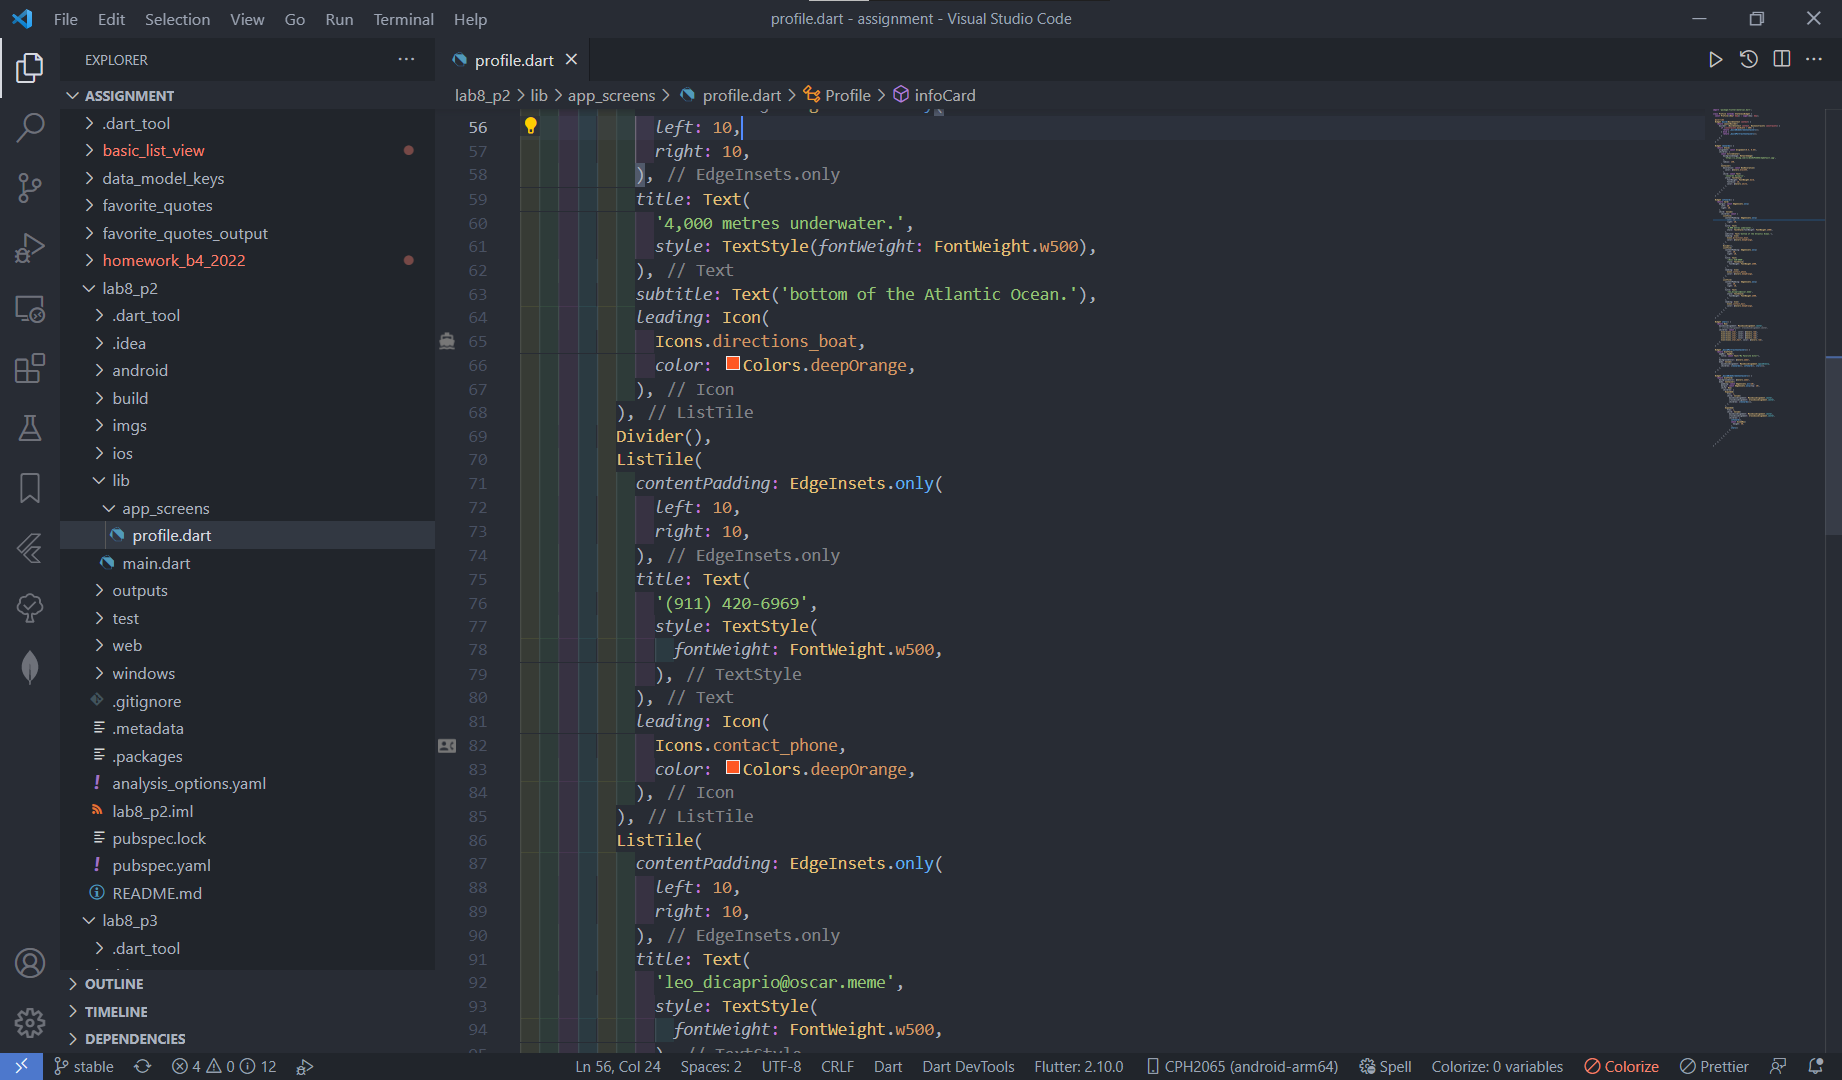 File Edit Selection View Go Run Terminal Help
profile.dart - assignment - Visual Studio Code
EXPLORER
profile.dart
lab8_p2 > lib > app_screens > profile.dart > Profile > infoCard
ASSIGNMENT
.dart_tool
basic_list_view
data_model_keys
favorite_quotes
favorite_quotes_output
homework_b4_2022
lab8_p2
.dart_tool
.idea
android
build
imgs
ios
lib
app_screens
profile.dart
main.dart
outputs
test
web
windows
.gitignore
.metadata
.packages
analysis_options.yaml
lab8_p2.iml
pubspec.lock
pubspec.yaml
README.md
lab8_p3
.dart_tool
OUTLINE
TIMELINE
DEPENDENCIES
56 left: 10,
57 right: 10,
58 ), // EdgeInsets.only
59 title: Text(
60 '4,000 metres underwater.',
61 style: TextStyle(fontWeight: FontWeight.w500),
62 ), // Text
63 subtitle: Text('bottom of the Atlantic Ocean.'),
64 leading: Icon(
65 Icons.directions_boat,
66 color: Colors.deepOrange,
67 ), // Icon
68 ), // ListTile
69 Divider(),
70 ListTile(
71 contentPadding: EdgeInsets.only(
72 left: 10,
73 right: 10,
74 ), // EdgeInsets.only
75 title: Text(
76 '(911) 420-6969',
77 style: TextStyle(
78 fontWeight: FontWeight.w500,
79 ), // TextStyle
80 ), // Text
81 leading: Icon(
82 Icons.contact_phone,
83 color: Colors.deepOrange,
84 ), // Icon
85 ), // ListTile
86 ListTile(
87 contentPadding: EdgeInsets.only(
88 left: 10,
89 right: 10,
90 ), // EdgeInsets.only
91 title: Text(
92 'leo_dicaprio@oscar.meme',
93 style: TextStyle(
94 fontWeight: FontWeight.w500,
95 ), // TextStyle
stable 4 0 12 Ln 56, Col 24 Spaces: 2 UTF-8 CRLF Dart Dart DevTools Flutter: 2.10.0 CPH2065 (android-arm64) Spell Colorize: 0 variables Colorize Prettier